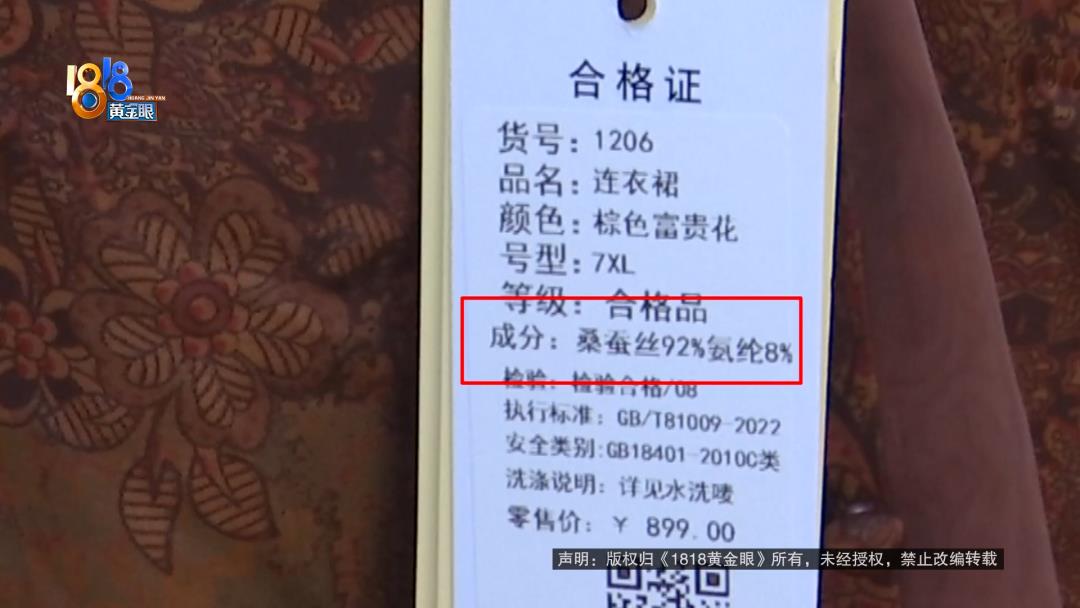 1818
HUANG JIN YAN
黄金眼
合格证
货号：1206
品名：连衣裙
颜色：棕色富贵花
号型：7XL
等级：合格品
成分：桑蚕丝92%氨纶8%
检验：检验合格/08
执行标准：GB/T81009-2022
安全类别:GB18401-2010C类
洗涤说明：详见水洗唛
零售价：￥ 899.00
声明：版权归《1818黄金眼》所有，未经授权，禁止改编转载